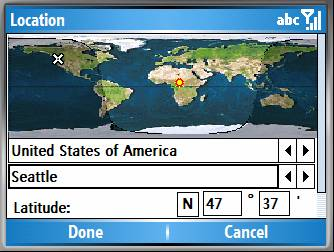 Location abc
United States of America
Seattle
Latitude: N 47 ° 37 '
Done Cancel